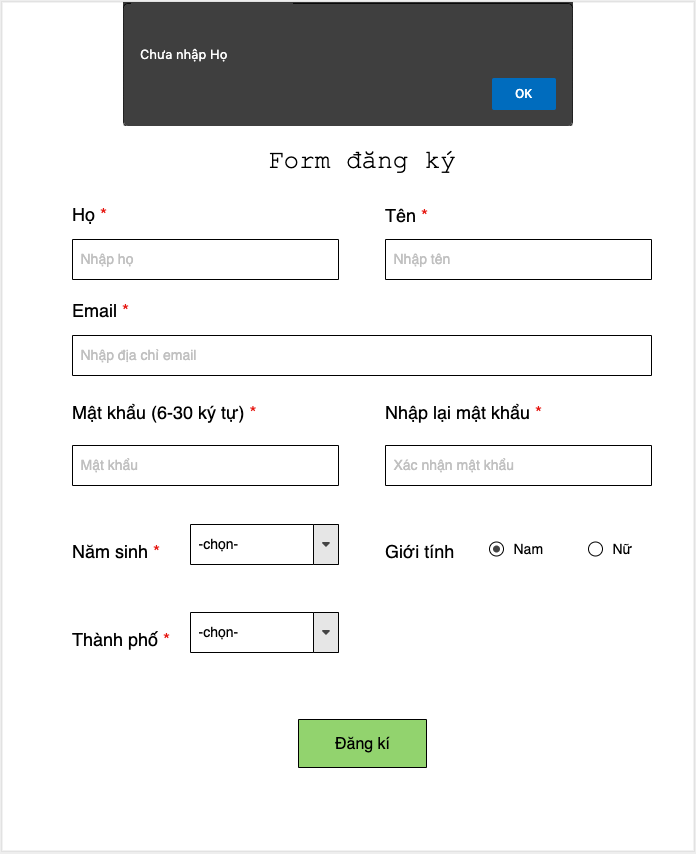 Chưa nhập Họ
OK
Form đăng ký
Họ *
Tên *
Nhập họ
Nhập tên
Email *
Nhập địa chỉ email
Mật khẩu (6-30 ký tự) *
Nhập lại mật khẩu *
Mật khẩu
Xác nhận mật khẩu
Năm sinh *
-chọn-
Giới tính
Nam
Nữ
Thành phố *
-chọn-
Đăng kí